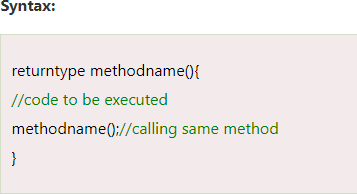 Syntax:
returntype methodname(){
//code to be executed
methodname();//calling same method
}